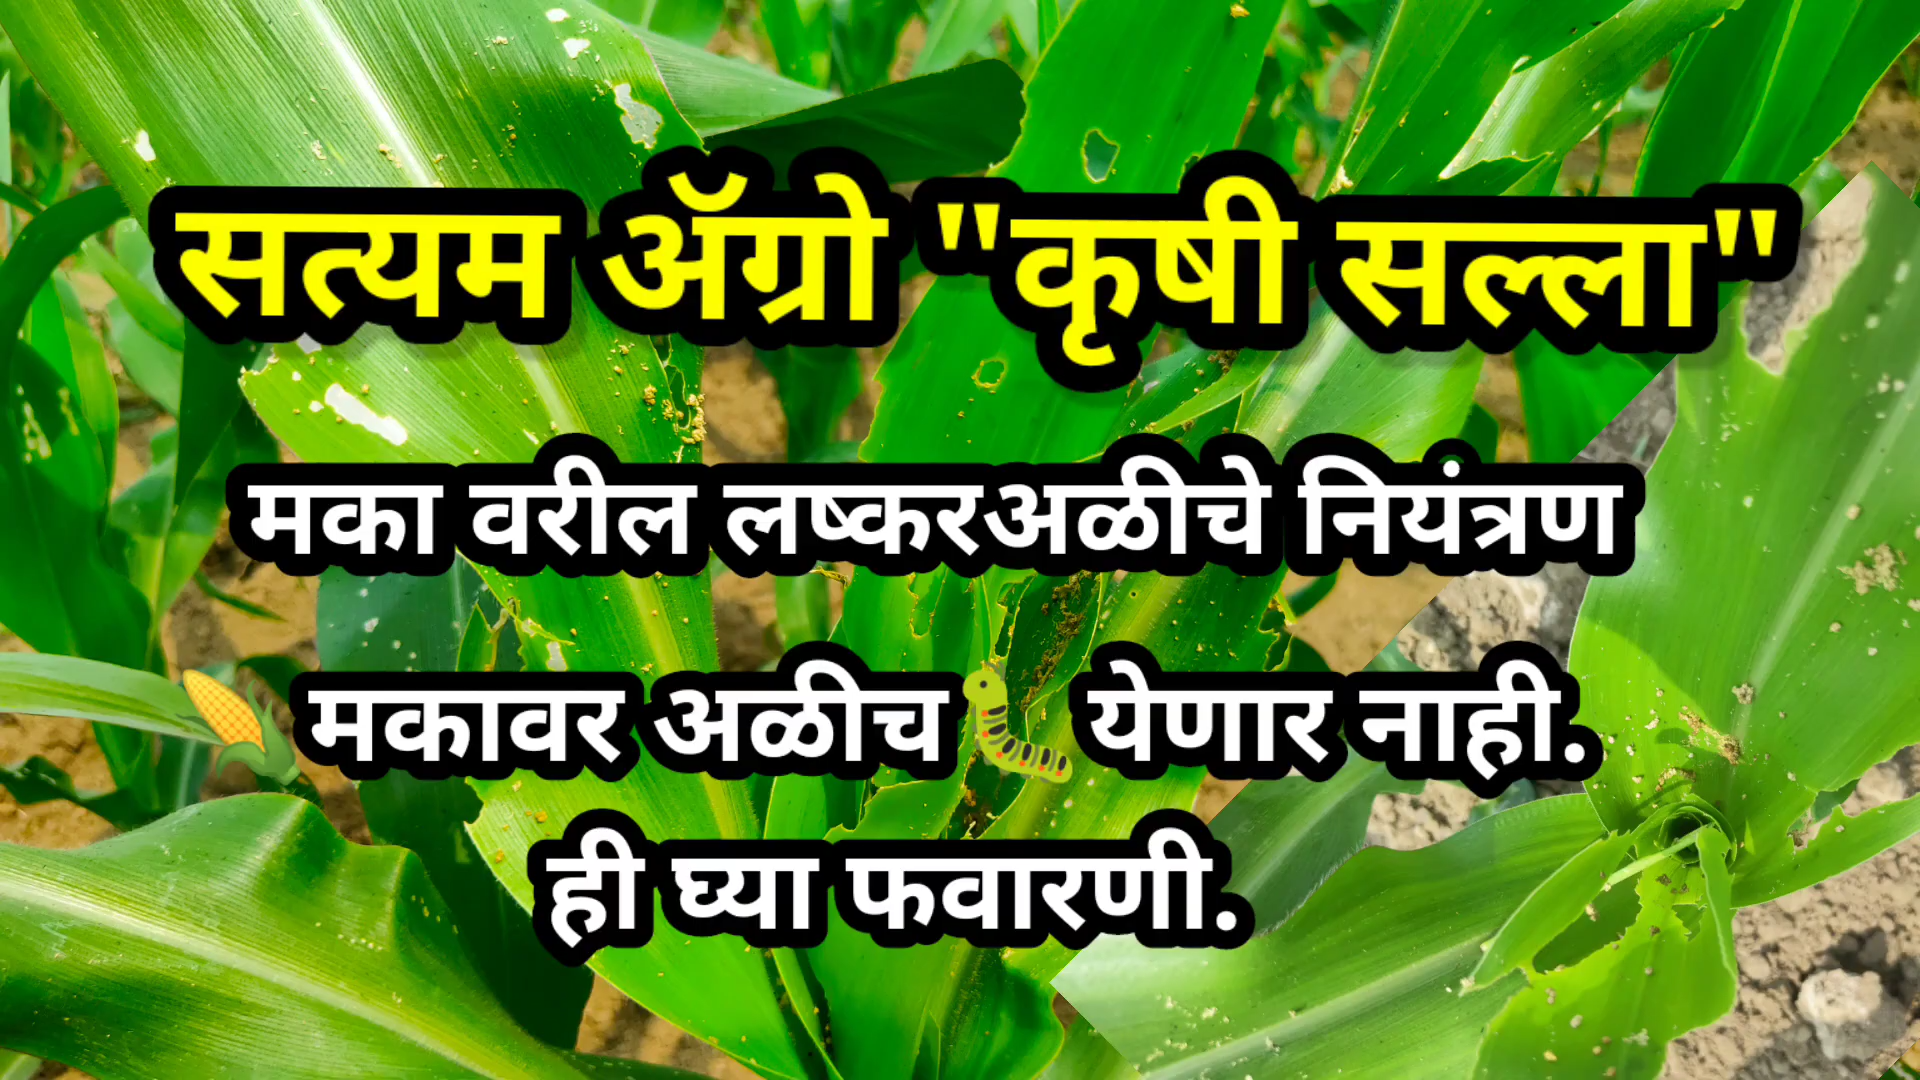 सत्यम ॲग्रो "कृषी सल्ला"
मका वरील लष्करअळीचे नियंत्रण
🌽मकावर अळीच🐛 येणार नाही.
ही घ्या फवारणी.